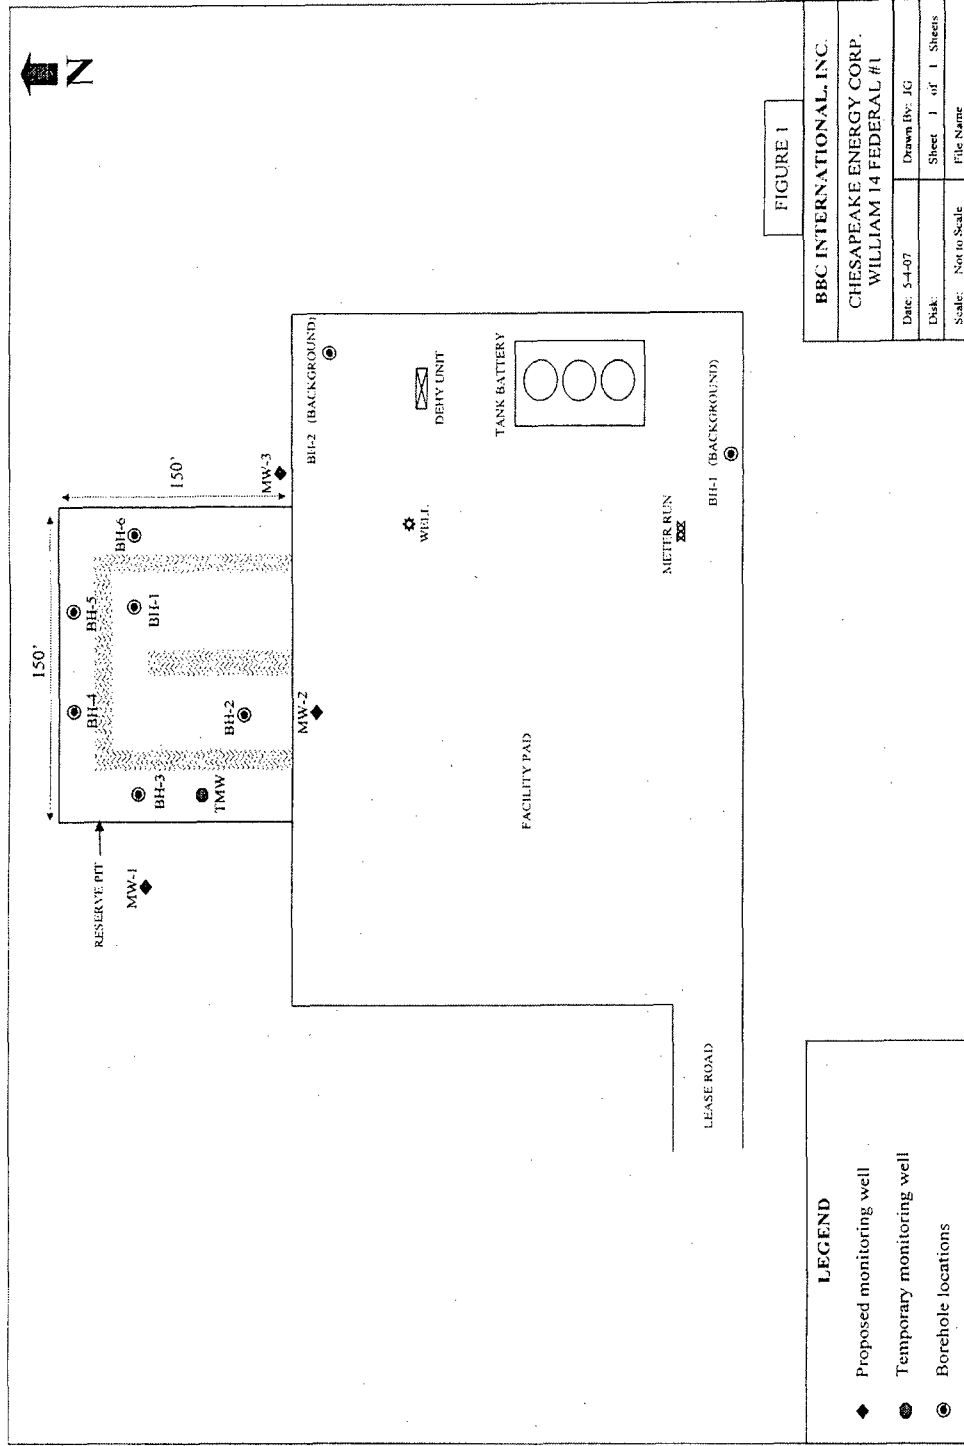 N
150'
150'
RESERVE PIT
MW-1
BH-3
TMW
BH-4
BH-5
BH-6
BH-1
BH-2
MW-3
MW-2
BH-2 (BACKGROUND)
WELL
DEHY UNIT
TANK BATTERY
FACILITY PAD
METER RUN
BH-1 (BACKGROUND)
LEASE ROAD
LEGEND
Proposed monitoring well
Temporary monitoring well
Borehole locations
FIGURE 1
BBC INTERNATIONAL, INC.
CHESAPEAKE ENERGY CORP.
WILLIAM 14 FEDERAL #1
Date: 5-4-07
Drawn By: JG
Disk:
Sheet 1 of 1 Sheets
Scale: Not to Scale
File Name